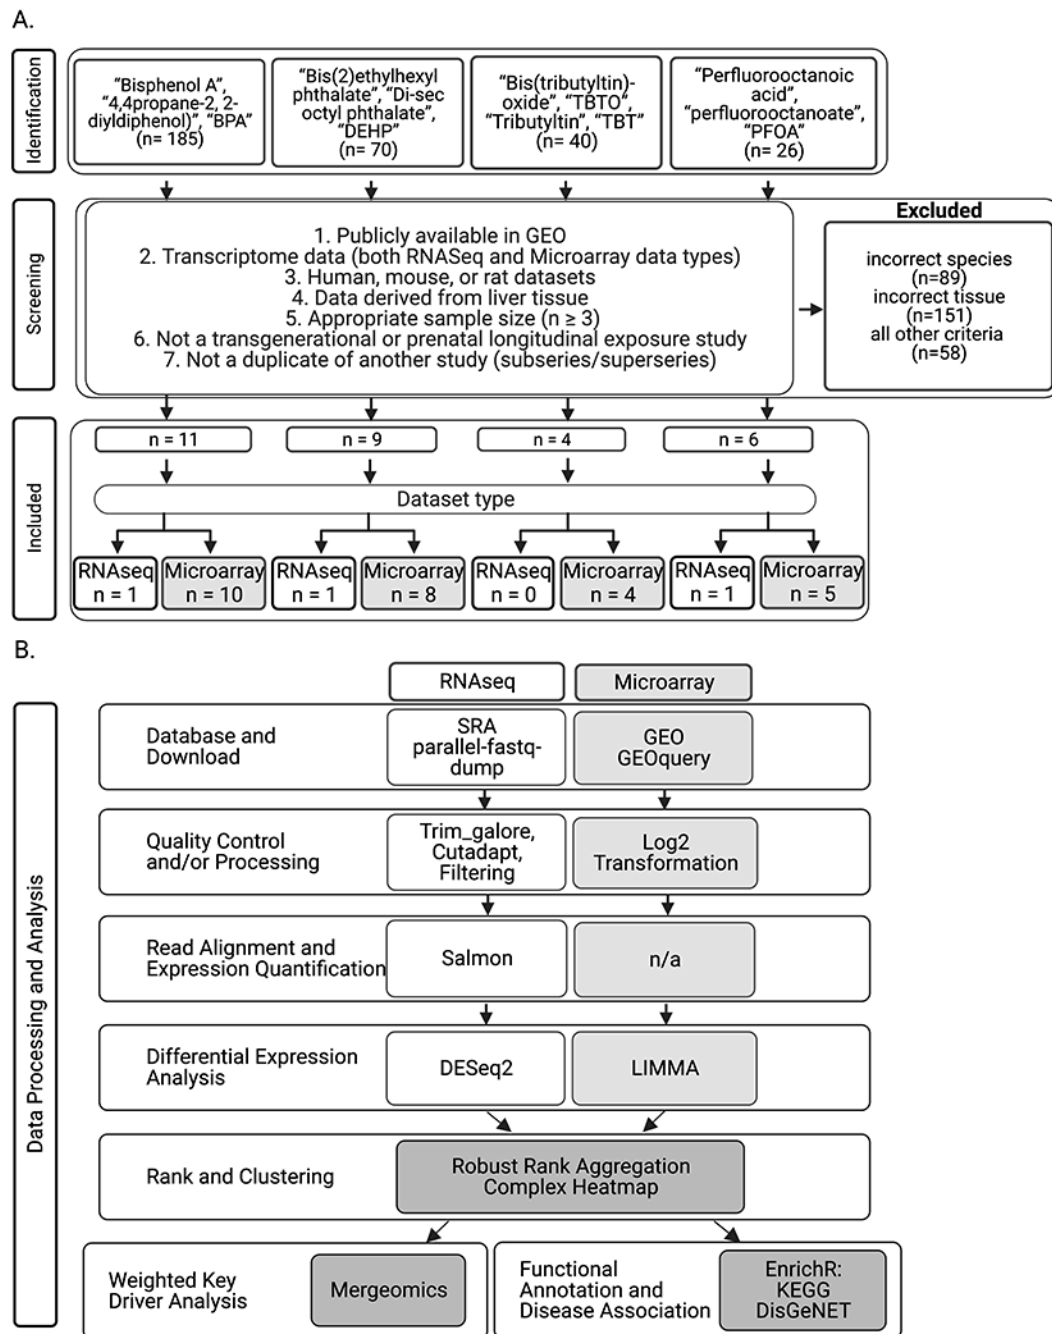 A.
Identification
"Bisphenol A",
"4,4propane-2, 2-
diyldiphenol)", "BPA"
(n= 185)
"Bis(2)ethylhexyl
phthalate", "Di-sec
octyl phthalate",
"DEHP"
(n= 70)
"Bis(tributyltin)-
oxide", "TBTO",
"Tributyltin", "TBT"
(n= 40)
"Perfluorooctanoic
acid",
"perfluorooctanoate",
"PFOA"
(n= 26)
Screening
1. Publicly available in GEO
2. Transcriptome data (both RNASeq and Microarray data types)
3. Human, mouse, or rat datasets
4. Data derived from liver tissue
5. Appropriate sample size (n ≥ 3)
6. Not a transgenerational or prenatal longitudinal exposure study
7. Not a duplicate of another study (subseries/superseries)
Excluded
incorrect species
(n=89)
incorrect tissue
(n=151)
all other criteria
(n=58)
Included
n = 11
n = 9
n = 4
n = 6
Dataset type
RNAseq
n = 1
Microarray
n = 10
RNAseq
n = 1
Microarray
n = 8
RNAseq
n = 0
Microarray
n = 4
RNAseq
n = 1
Microarray
n = 5
B.
Data Processing and Analysis
RNAseq
Microarray
Database and
Download
SRA
parallel-fastq-
dump
GEO
GEOquery
Quality Control
and/or Processing
Trim_galore,
Cutadapt,
Filtering
Log2
Transformation
Read Alignment and
Expression Quantification
Salmon
n/a
Differential Expression
Analysis
DESeq2
LIMMA
Rank and Clustering
Robust Rank Aggregation
Complex Heatmap
Weighted Key
Driver Analysis
Mergeomics
Functional
Annotation and
Disease Association
EnrichR:
KEGG
DisGeNET